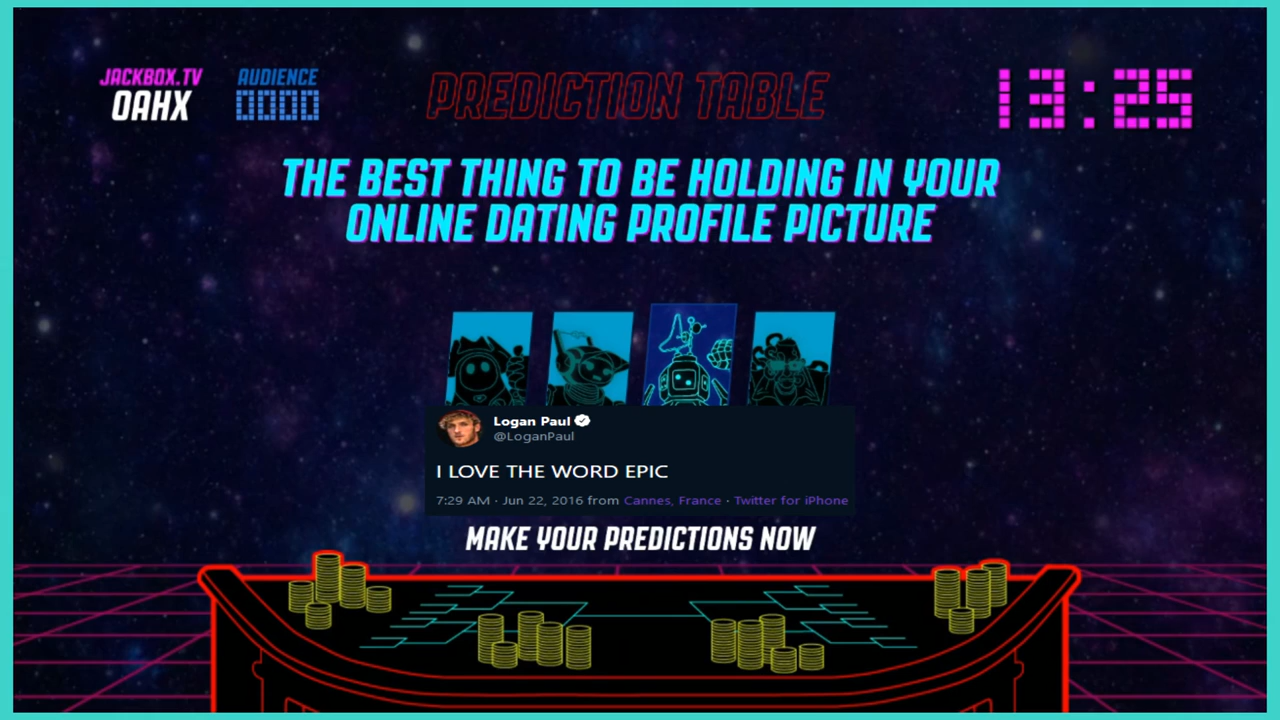 JACKBOX.TV
OAHX
AUDIENCE
0000
PREDICTION TABLE
13:25
THE BEST THING TO BE HOLDING IN YOUR
ONLINE DATING PROFILE PICTURE
Logan Paul
@LoganPaul
I LOVE THE WORD EPIC
7:29 AM · Jun 22, 2016 from Cannes, France · Twitter for iPhone
MAKE YOUR PREDICTIONS NOW